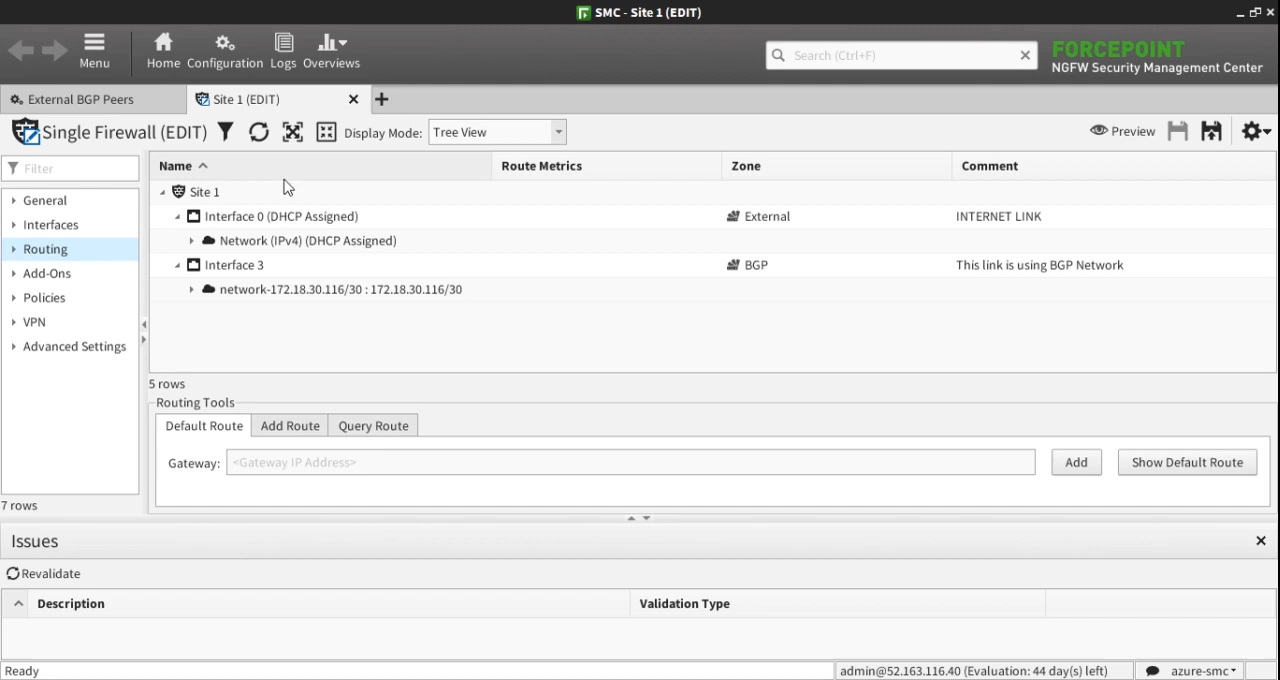 SMC - Site 1 (EDIT)
Menu
Home
Configuration
Logs
Overviews
Search (Ctrl+F)
FORCEPOINT
NGFW Security Management Center
External BGP Peers
Site 1 (EDIT)
Single Firewall (EDIT)
Display Mode:
Tree View
Preview
Filter
General
Interfaces
Routing
Add-Ons
Policies
VPN
Advanced Settings
7 rows
Name
Route Metrics
Zone
Comment
Site 1
Interface 0 (DHCP Assigned)
External
INTERNET LINK
Network (IPv4) (DHCP Assigned)
Interface 3
BGP
This link is using BGP Network
network-172.18.30.116/30 : 172.18.30.116/30
5 rows
Routing Tools
Default Route
Add Route
Query Route
Gateway:
<Gateway IP Address>
Add
Show Default Route
Issues
Revalidate
Description
Validation Type
Ready
admin@52.163.116.40 (Evaluation: 44 day(s) left)
azure-smc